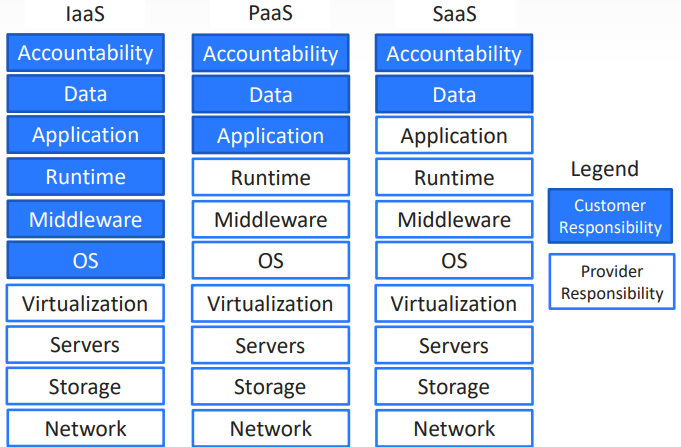 IaaS
PaaS
SaaS
Accountability
Accountability
Accountability
Data
Data
Data
Application
Application
Application
Runtime
Runtime
Runtime
Middleware
Middleware
Middleware
OS
OS
OS
Virtualization
Virtualization
Virtualization
Servers
Servers
Servers
Storage
Storage
Storage
Network
Network
Network
Legend
Customer
Responsibility
Provider
Responsibility